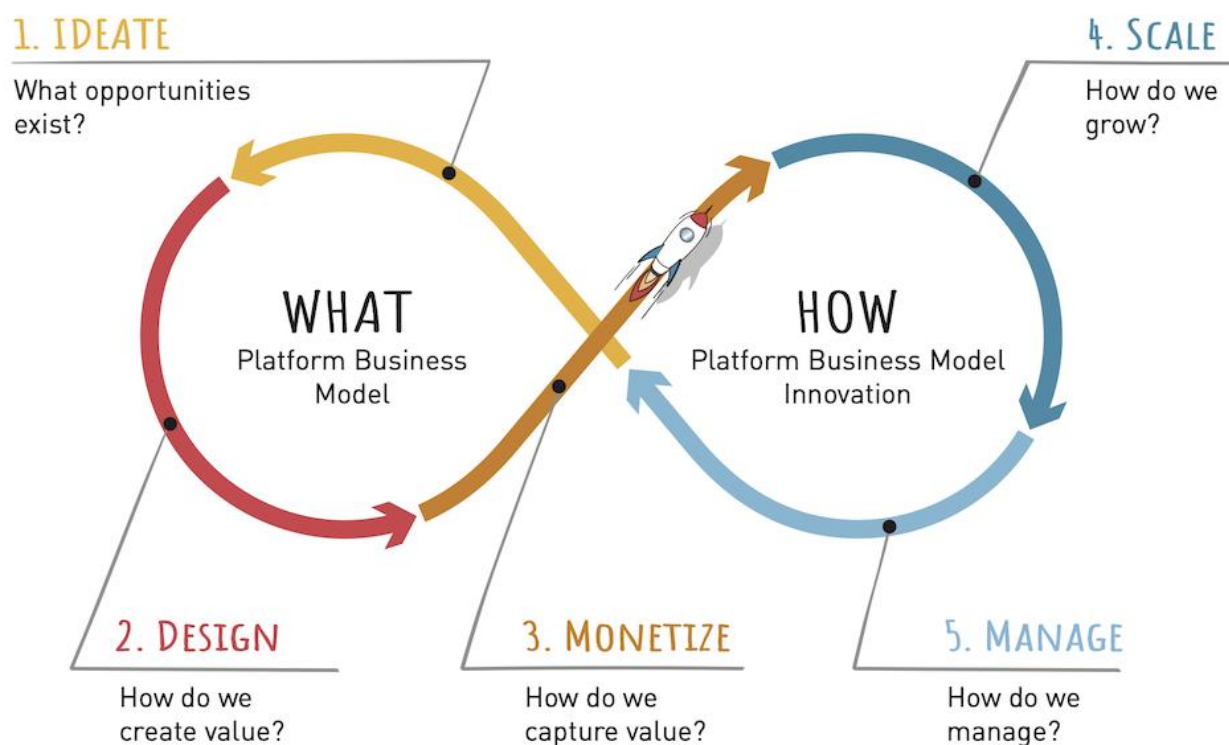 1. IDEATE
What opportunities
exist?
4. SCALE
How do we
grow?
WHAT
Platform Business
Model
HOW
Platform Business Model
Innovation
2. DESIGN
How do we
create value?
3. MONETIZE
How do we
capture value?
5. MANAGE
How do we
manage?